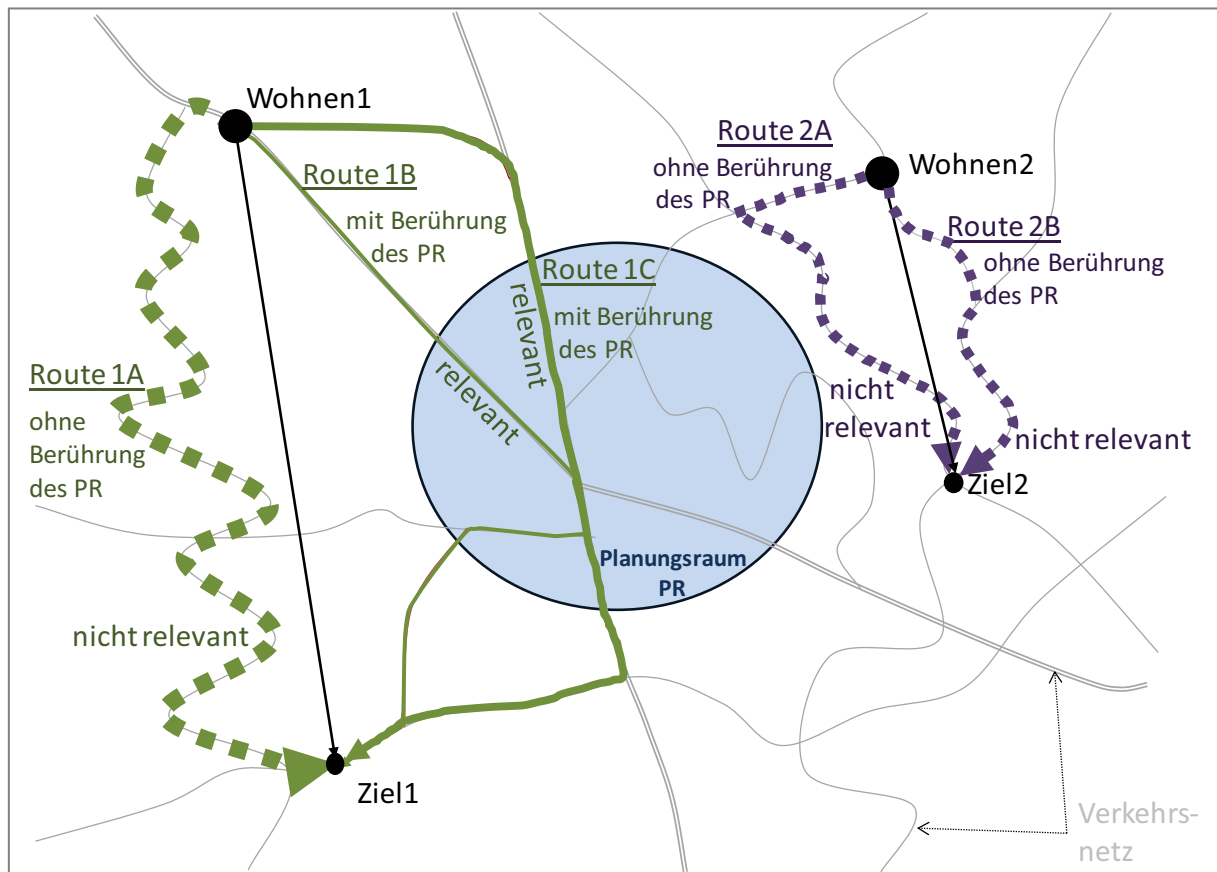 Wohnen1
Route 1B
mit Berührung
des PR
Route 1C
relevant
mit Berührung
des PR
relevant
Route 1A
ohne
Berührung
des PR
nicht relevant
Ziel1
Planungsraum
PR
Route 2A
ohne Berührung
des PR
Wohnen2
Route 2B
ohne Berührung
des PR
nicht
relevant
nicht relevant
Ziel2
Verkehrs-
netz